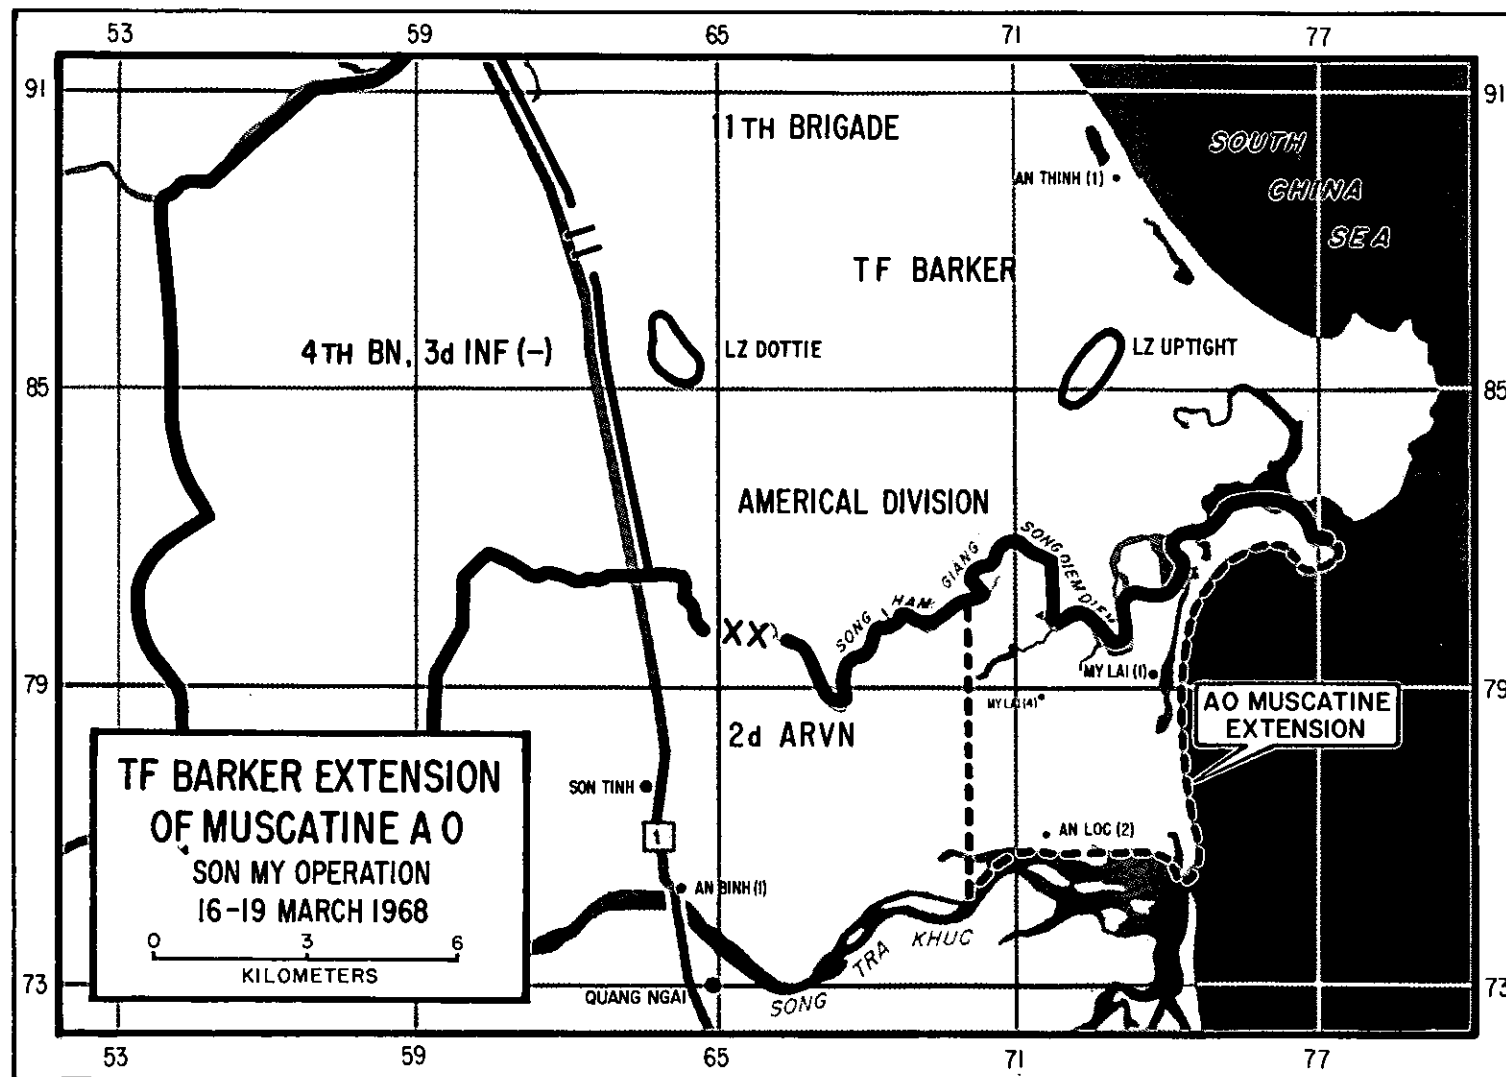 53 59 65 71 77
91 91
11TH BRIGADE
SOUTH
CHINA
SEA
AN THINH (1)
TF BARKER
4TH BN, 3d INF (-)
LZ DOTTIE
LZ UPTIGHT
85 85
AMERICAL DIVISION
SONG HAM GIANG
SONG DIEM DIEM
XX
MY LAI (1)
79 79
MY LAI (4)
AO MUSCATINE
EXTENSION
2d ARVN
TF BARKER EXTENSION
OF MUSCATINE AO
SON MY OPERATION
16-19 MARCH 1968
0 3 6
KILOMETERS
SON TINH
1
AN LOC (2)
AN BINH (1)
SONG TRA KHUC
73 73
QUANG NGAI
53 59 65 71 77